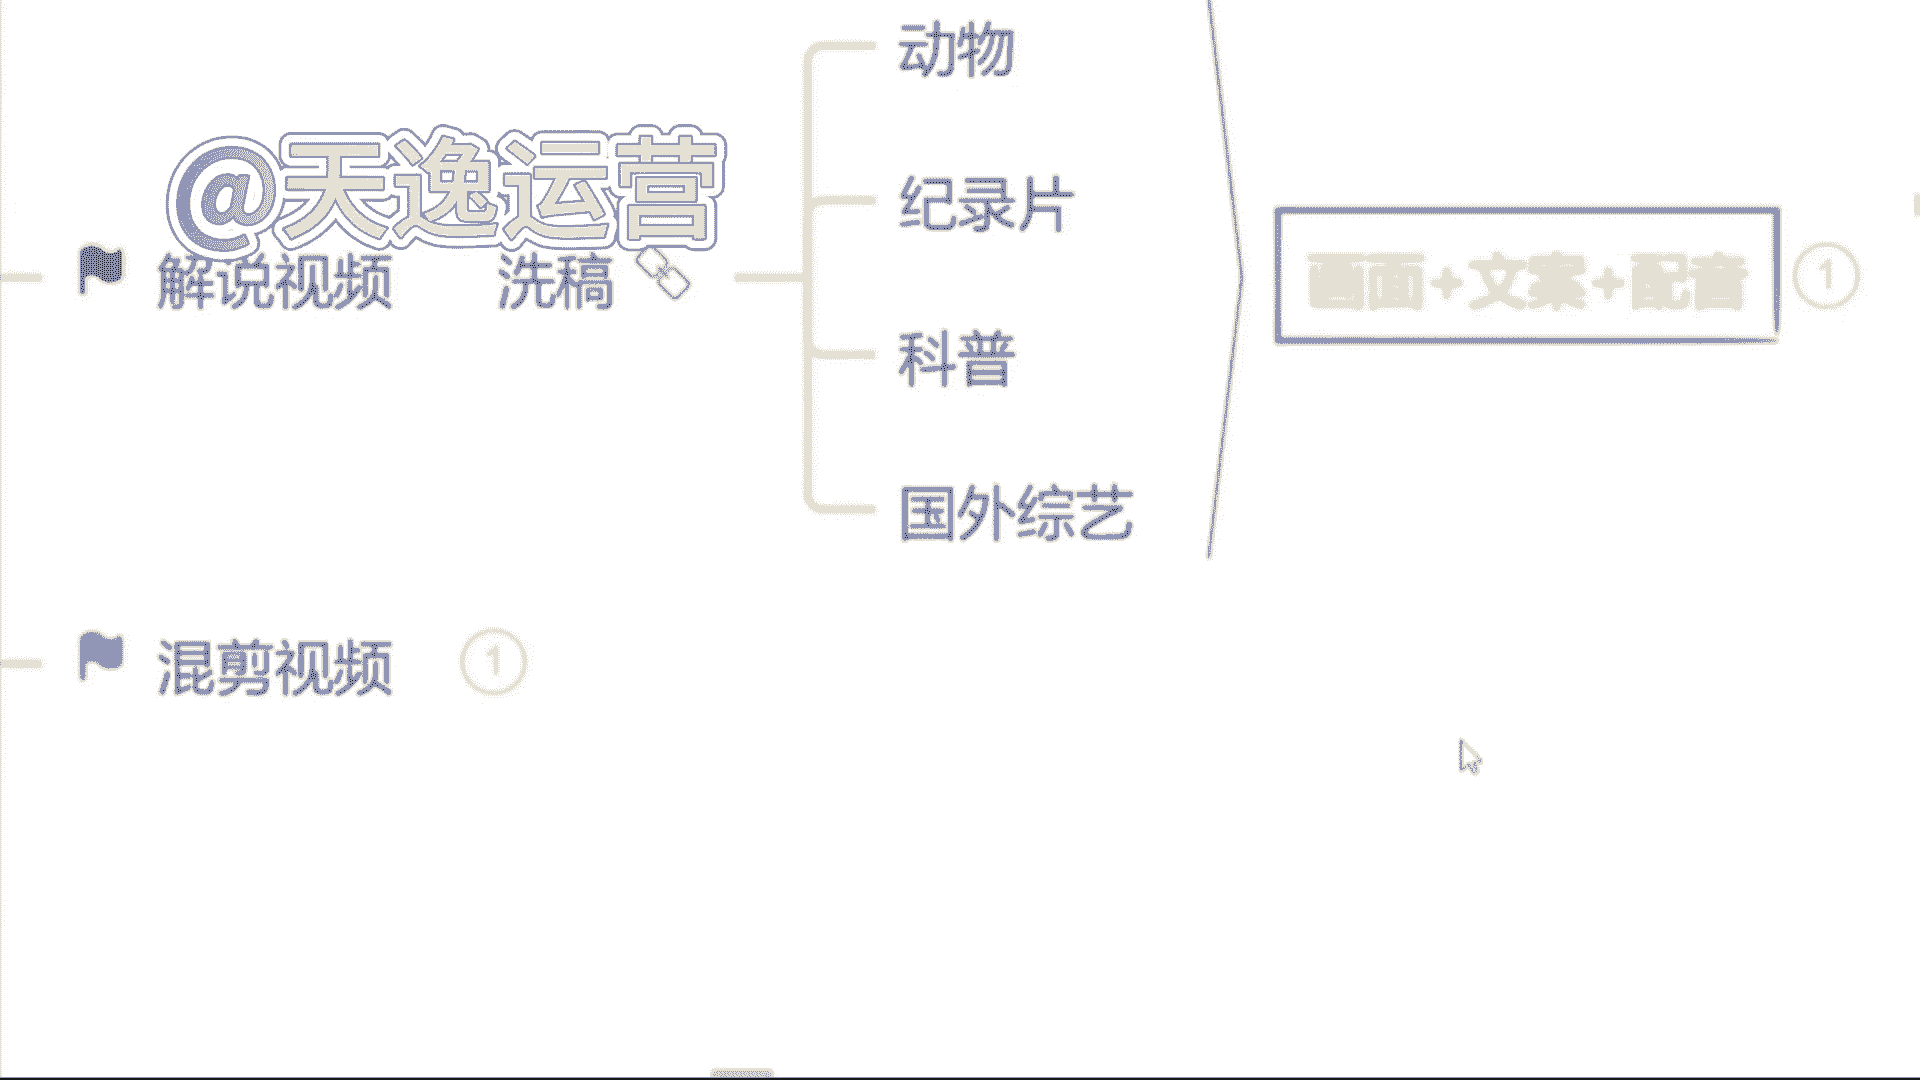 动物
@天逸运营
纪录片
解说视频 洗稿
画面+文案+配音 1
科普
国外综艺
混剪视频 1